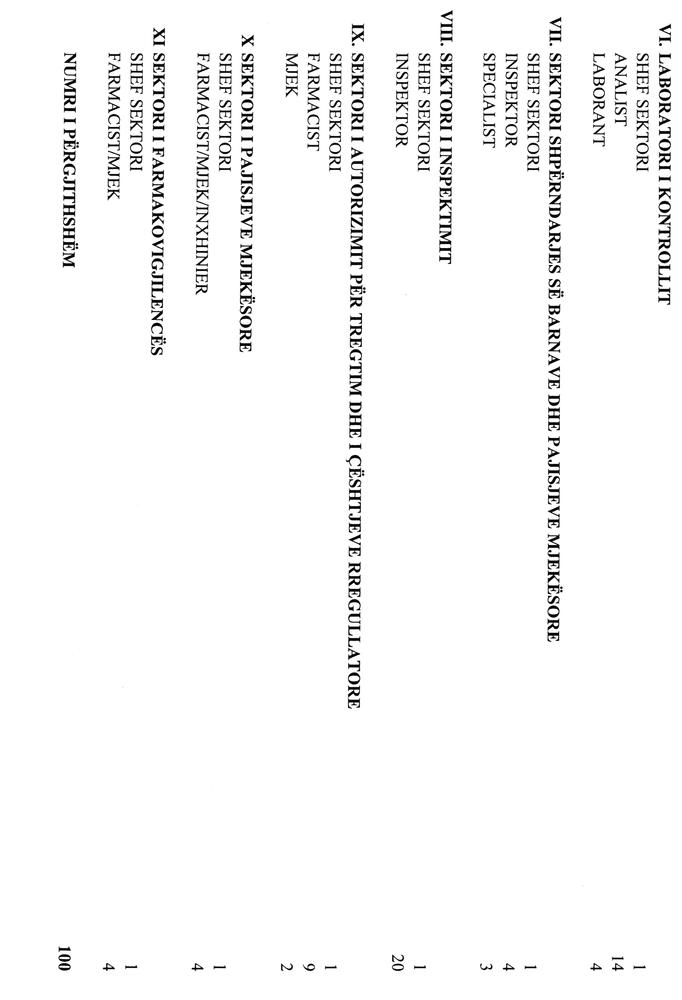 VI. LABORATORI I KONTROLLIT
SHEF SEKTORI 1
ANALIST 14
LABORANT 4
VII. SEKTORI SHPËRNDARJES SË BARNAVE DHE PAJISJEVE MJEKËSORE
SHEF SEKTORI 1
INSPEKTOR 4
SPECIALIST 3
VIII. SEKTORI I INSPEKTIMIT
SHEF SEKTORI 1
INSPEKTOR 20
IX. SEKTORI I AUTORIZIMIT PËR TREGTIM DHE I ÇËSHTJEVE RREGULLATORE
SHEF SEKTORI 1
FARMACIST 9
MJEK 2
X SEKTORI I PAJISJEVE MJEKËSORE
SHEF SEKTORI 1
FARMACIST/MJEK/INXHINIER 4
XI SEKTORI I FARMAKOVIGJILENCËS
SHEF SEKTORI 1
FARMACIST/MJEK 4
NUMRI I PËRGJITHSHËM 100